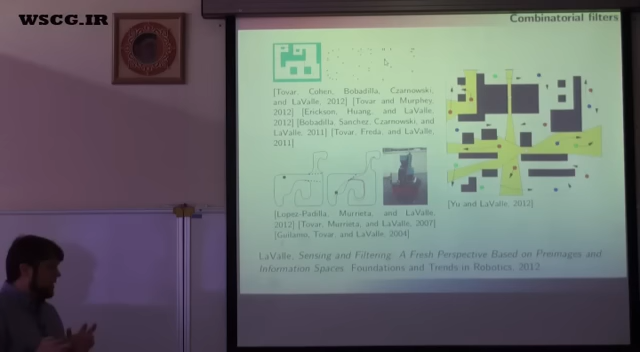 WSCG.IR
Combinatorial filters
[Tovar, Cohen, Bobadilla, Czarnowski,
and LaValle, 2012] [Tovar and Murphey,
2012] [Erickson, Huang, and LaValle,
2012] [Bobadilla, Sanchez, Czarnowski, and
LaValle, 2011] [Tovar, Freda, and LaValle,
2011]
[Lopez-Padilla, Murrieta, and LaValle,
2012] [Tovar, Murrieta, and LaValle, 2007]
[Guilamo, Tovar, and LaValle, 2004]
[Yu and LaValle, 2012]
LaValle, Sensing and Filtering: A Fresh Perspective Based on Preimages and
Information Spaces. Foundations and Trends in Robotics. 2012